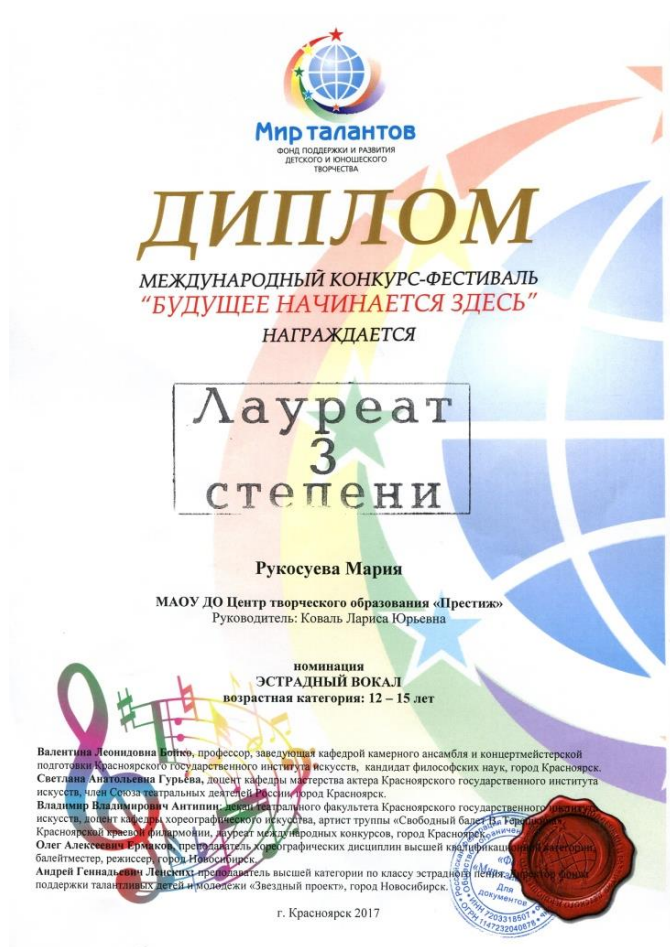 Мир талантов
ФОНД ПОДДЕРЖКИ И РАЗВИТИЯ
ДЕТСКОГО И ЮНОШЕСКОГО
ТВОРЧЕСТВА
ДИПЛОМ
МЕЖДУНАРОДНЫЙ КОНКУРС-ФЕСТИВАЛЬ
“БУДУЩЕЕ НАЧИНАЕТСЯ ЗДЕСЬ”
НАГРАЖДАЕТСЯ
Лауреат
3
степени
Рукосуева Мария
МАОУ ДО Центр творческого образования «Престиж»
Руководитель: Коваль Лариса Юрьевна
номинация
ЭСТРАДНЫЙ ВОКАЛ
возрастная категория: 12 – 15 лет
Валентина Леонидовна Бойко, профессор, заведующая кафедрой камерного ансамбля и концертмейстерской
подготовки Красноярского государственного института искусств, кандидат философских наук, город Красноярск.
Светлана Анатольевна Гурьева, доцент кафедры мастерства актера Красноярского государственного института
искусств, член Союза театральных деятелей России, город Красноярск.
Владимир Владимирович Антипин: декан театрального факультета Красноярского государственного института
искусств, доцент кафедры хореографического искусства, артист труппы «Свободный балет В.
Красноярской краевой филармонии, лауреат международных конкурсов, город Красноярск.
Олег Алексеевич Ермаков, преподаватель хореографических дисциплин высшей квалификационной категории,
балетмейстер, режиссер, город Новосибирск.
Андрей Геннадьевич Ленских: преподаватель высшей категории по классу эстрадного пения. Директор фонда
поддержки талантливых детей и молодежи «Звездный проект», город Новосибирск.
Для
документов
ИНН 7203318507
ОГРН 1147232040878
г. Красноярск 2017